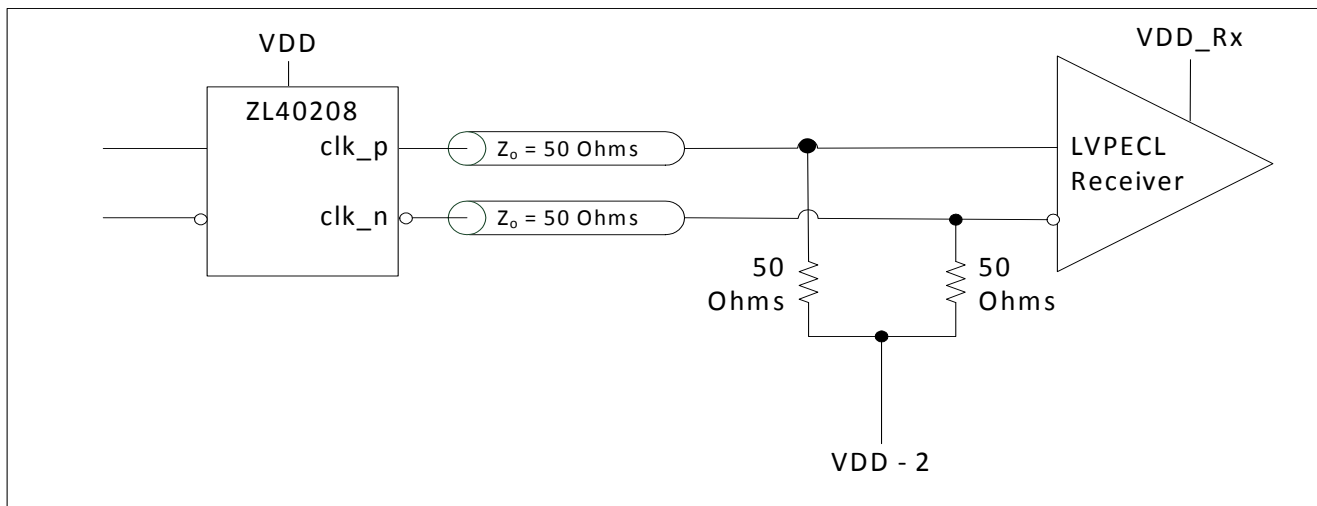 VDD
VDD_Rx
ZL40208
clk_p
Zₒ = 50 Ohms
LVPECL
Receiver
clk_n
Zₒ = 50 Ohms
50
Ohms
50
Ohms
VDD - 2